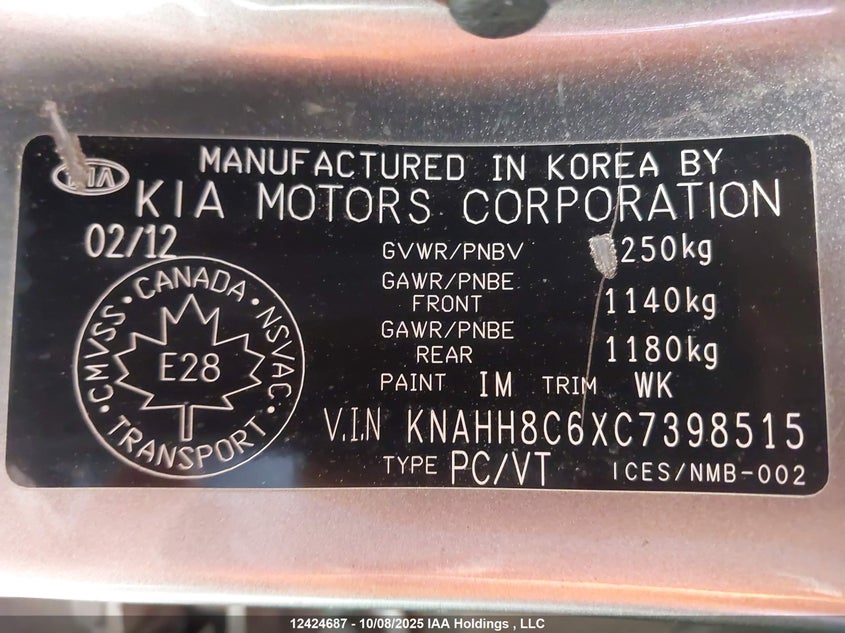 MANUFACTURED IN KOREA BY
KIA
KIA MOTORS CORPORATION
02/12
GVWR/PNBV 250kg
GAWR/PNBE FRONT 1140kg
GAWR/PNBE REAR 1180kg
PAINT IM TRIM WK
V.I.N KNAHH8C6XC7398515
TYPE PC/VT ICES/NMB-002
CMVSS · CANADA · NSVAC · TRANSPORT
E28
12424687 - 10/08/2025 IAA Holdings , LLC